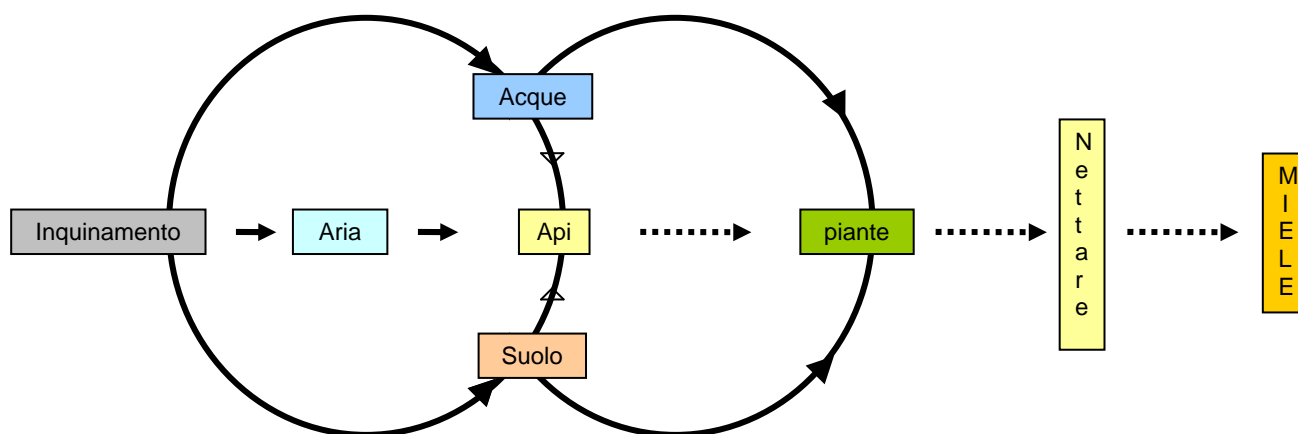 Acque
Inquinamento
Aria
Api
piante
Nettare
MIELE
Suolo